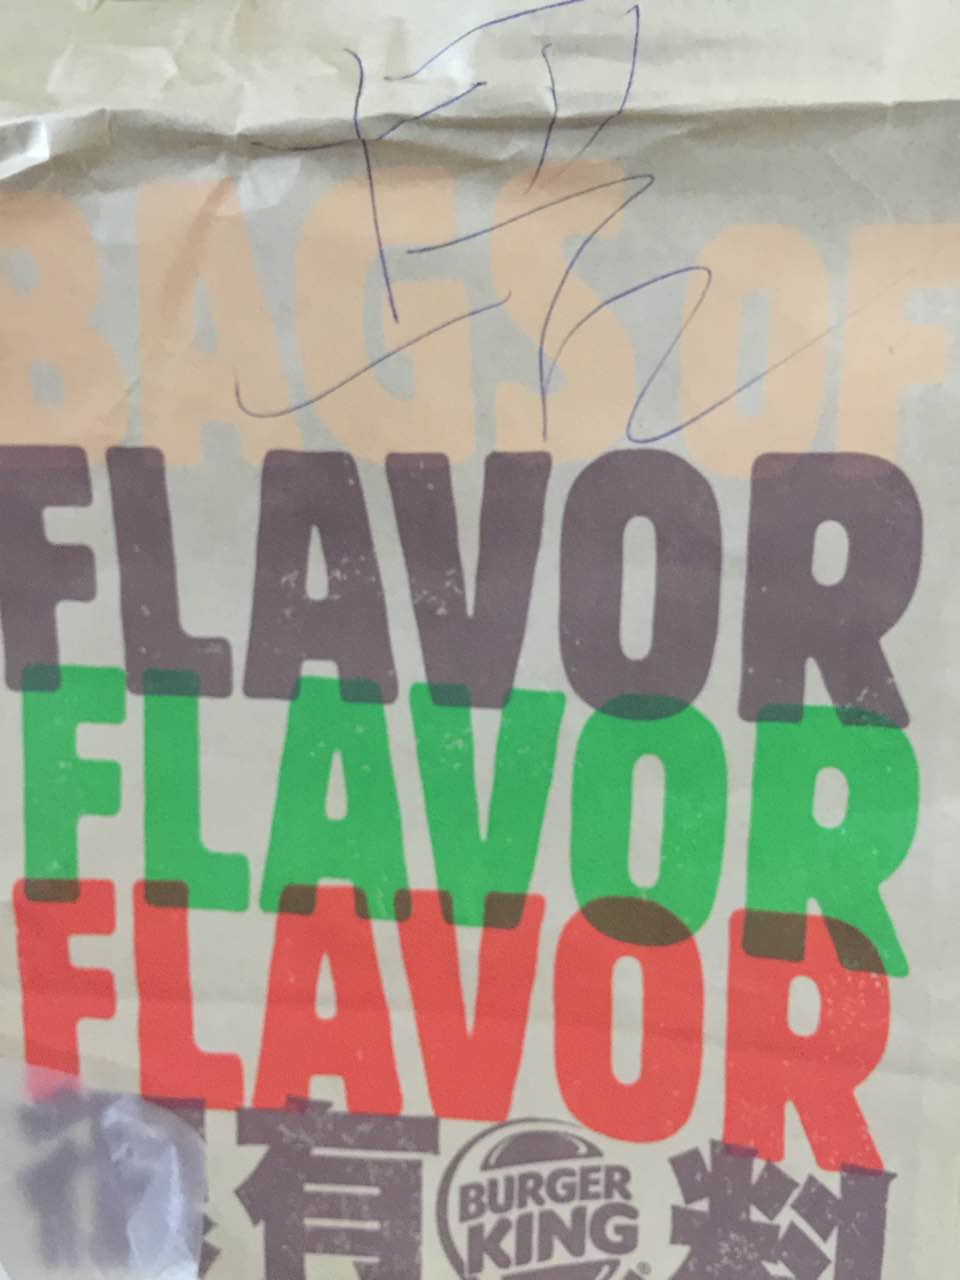 BAGS OF
FLAVOR
FLAVOR
FLAVOR
有 BURGER KING® 料